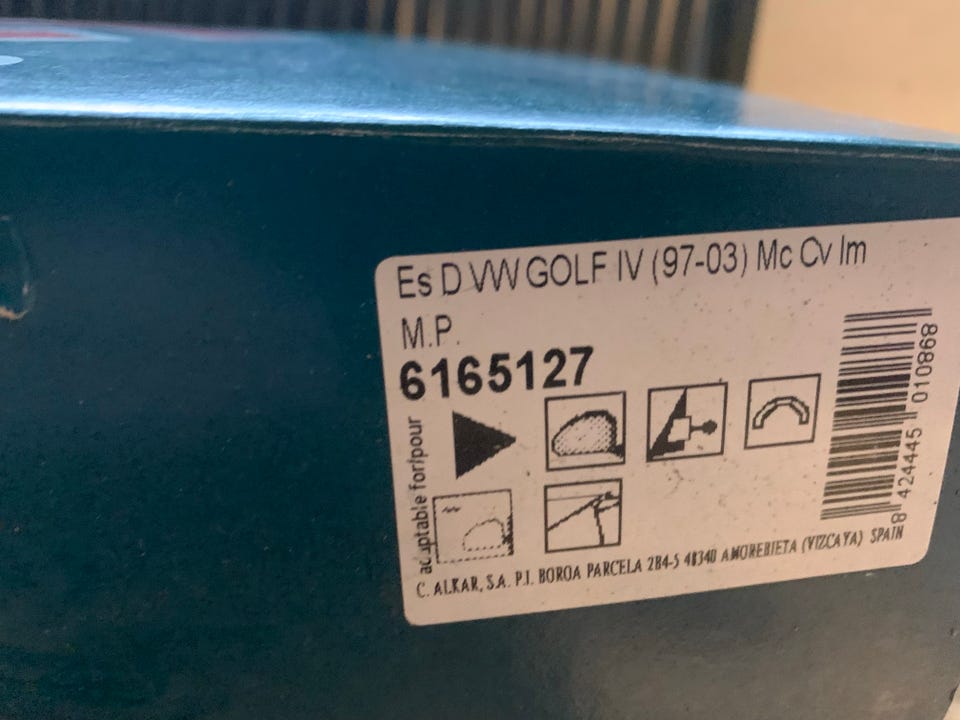 Es D VW GOLF IV (97-03) Mc Cv Im
M.P.
6165127
adaptable for/pour
8 424445 010868
C. ALKAR, S.A. P.I. BOROA PARCELA 2B4-5 48340 AMOREBIETA (VIZCAYA) SPAIN